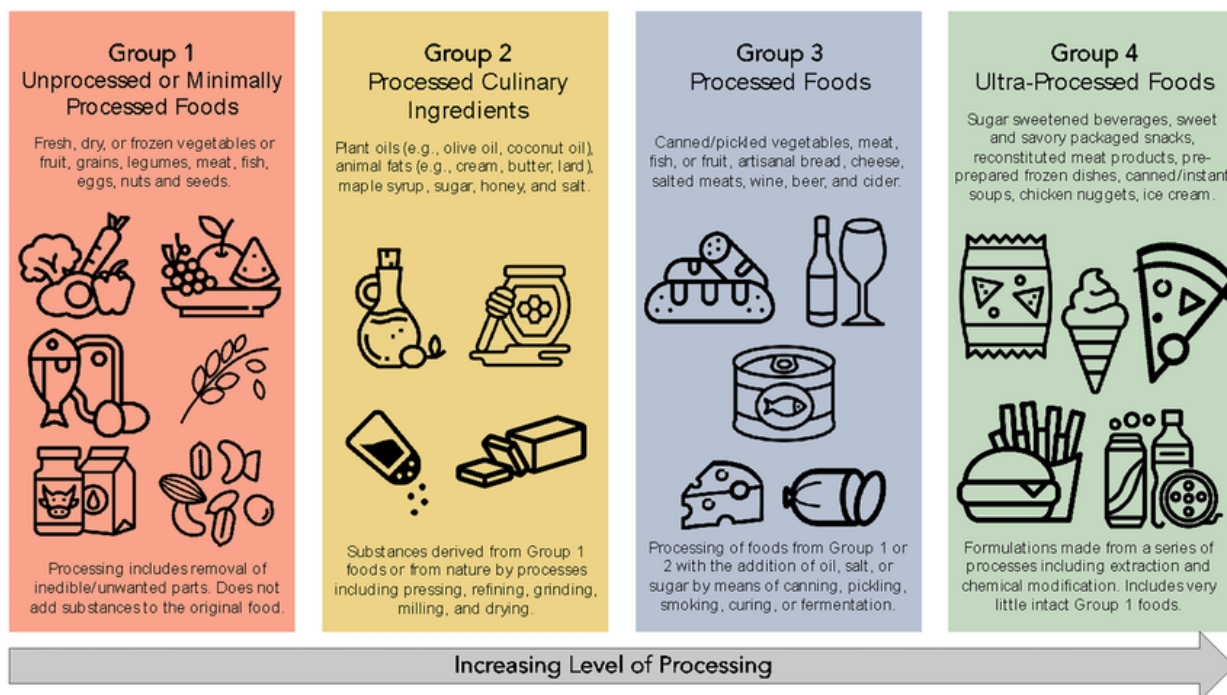 Group 1
Unprocessed or Minimally
Processed Foods
Fresh, dry, or frozen vegetables or
fruit, grains, legumes, meat, fish,
eggs, nuts and seeds.
Processing includes removal of
inedible/unwanted parts. Does not
add substances to the original food.
Group 2
Processed Culinary
Ingredients
Plant oils (e.g., olive oil, coconut oil),
animal fats (e.g., cream, butter, lard),
maple syrup, sugar, honey, and salt.
Substances derived from Group 1
foods or from nature by processes
including pressing, refining, grinding,
milling, and drying.
Group 3
Processed Foods
Canned/pickled vegetables, meat,
fish, or fruit, artisanal bread, cheese,
salted meats, wine, beer, and cider.
Processing of foods from Group 1 or
2 with the addition of oil, salt, or
sugar by means of canning, pickling,
smoking, curing, or fermentation.
Group 4
Ultra-Processed Foods
Sugar sweetened beverages, sweet
and savory packaged snacks,
reconstituted meat products, pre-
prepared frozen dishes, canned/instant
soups, chicken nuggets, ice cream.
Formulations made from a series of
processes including extraction and
chemical modification. Includes very
little intact Group 1 foods.
Increasing Level of Processing